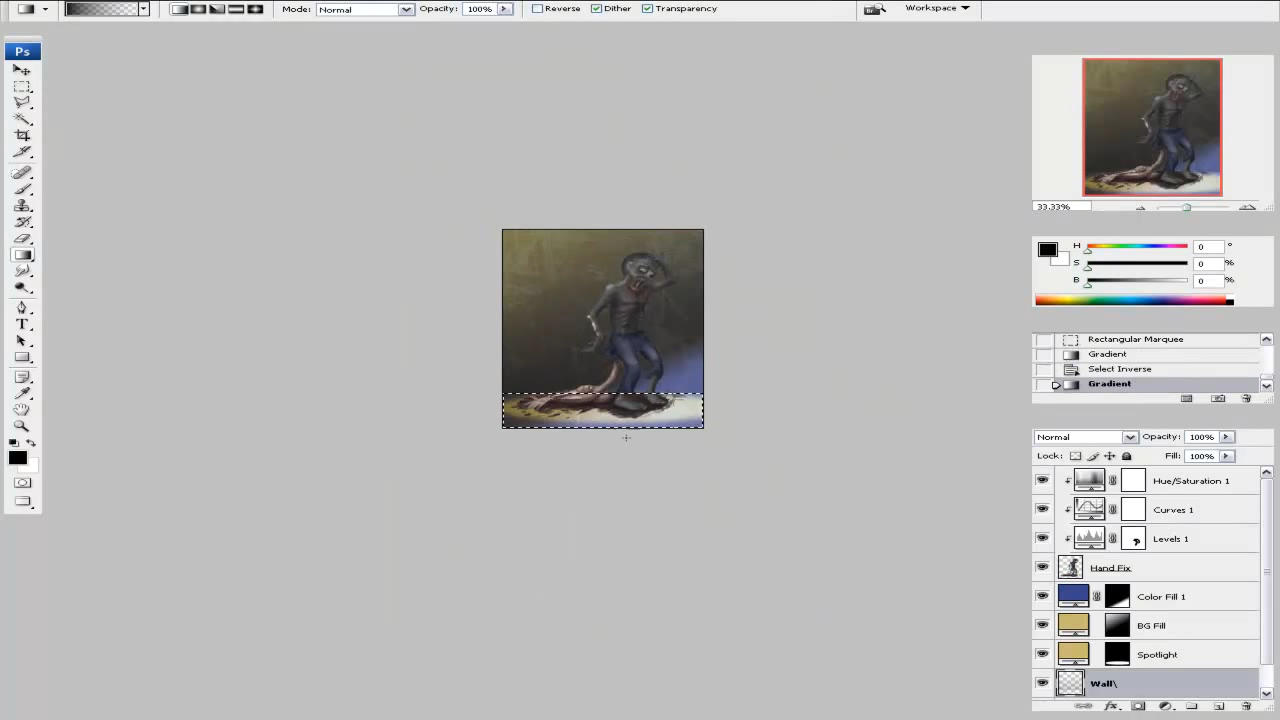 Mode: Normal Opacity: 100% Reverse Dither Transparency Br Workspace
Ps
33.33%
H 0 °
S 0 %
B 0 %
Rectangular Marquee
Gradient
Select Inverse
Gradient
Normal Opacity: 100%
Lock: Fill: 100%
Hue/Saturation 1
Curves 1
Levels 1
Hand Fix
Color Fill 1
BG Fill
Spotlight
Wall\
T
fx